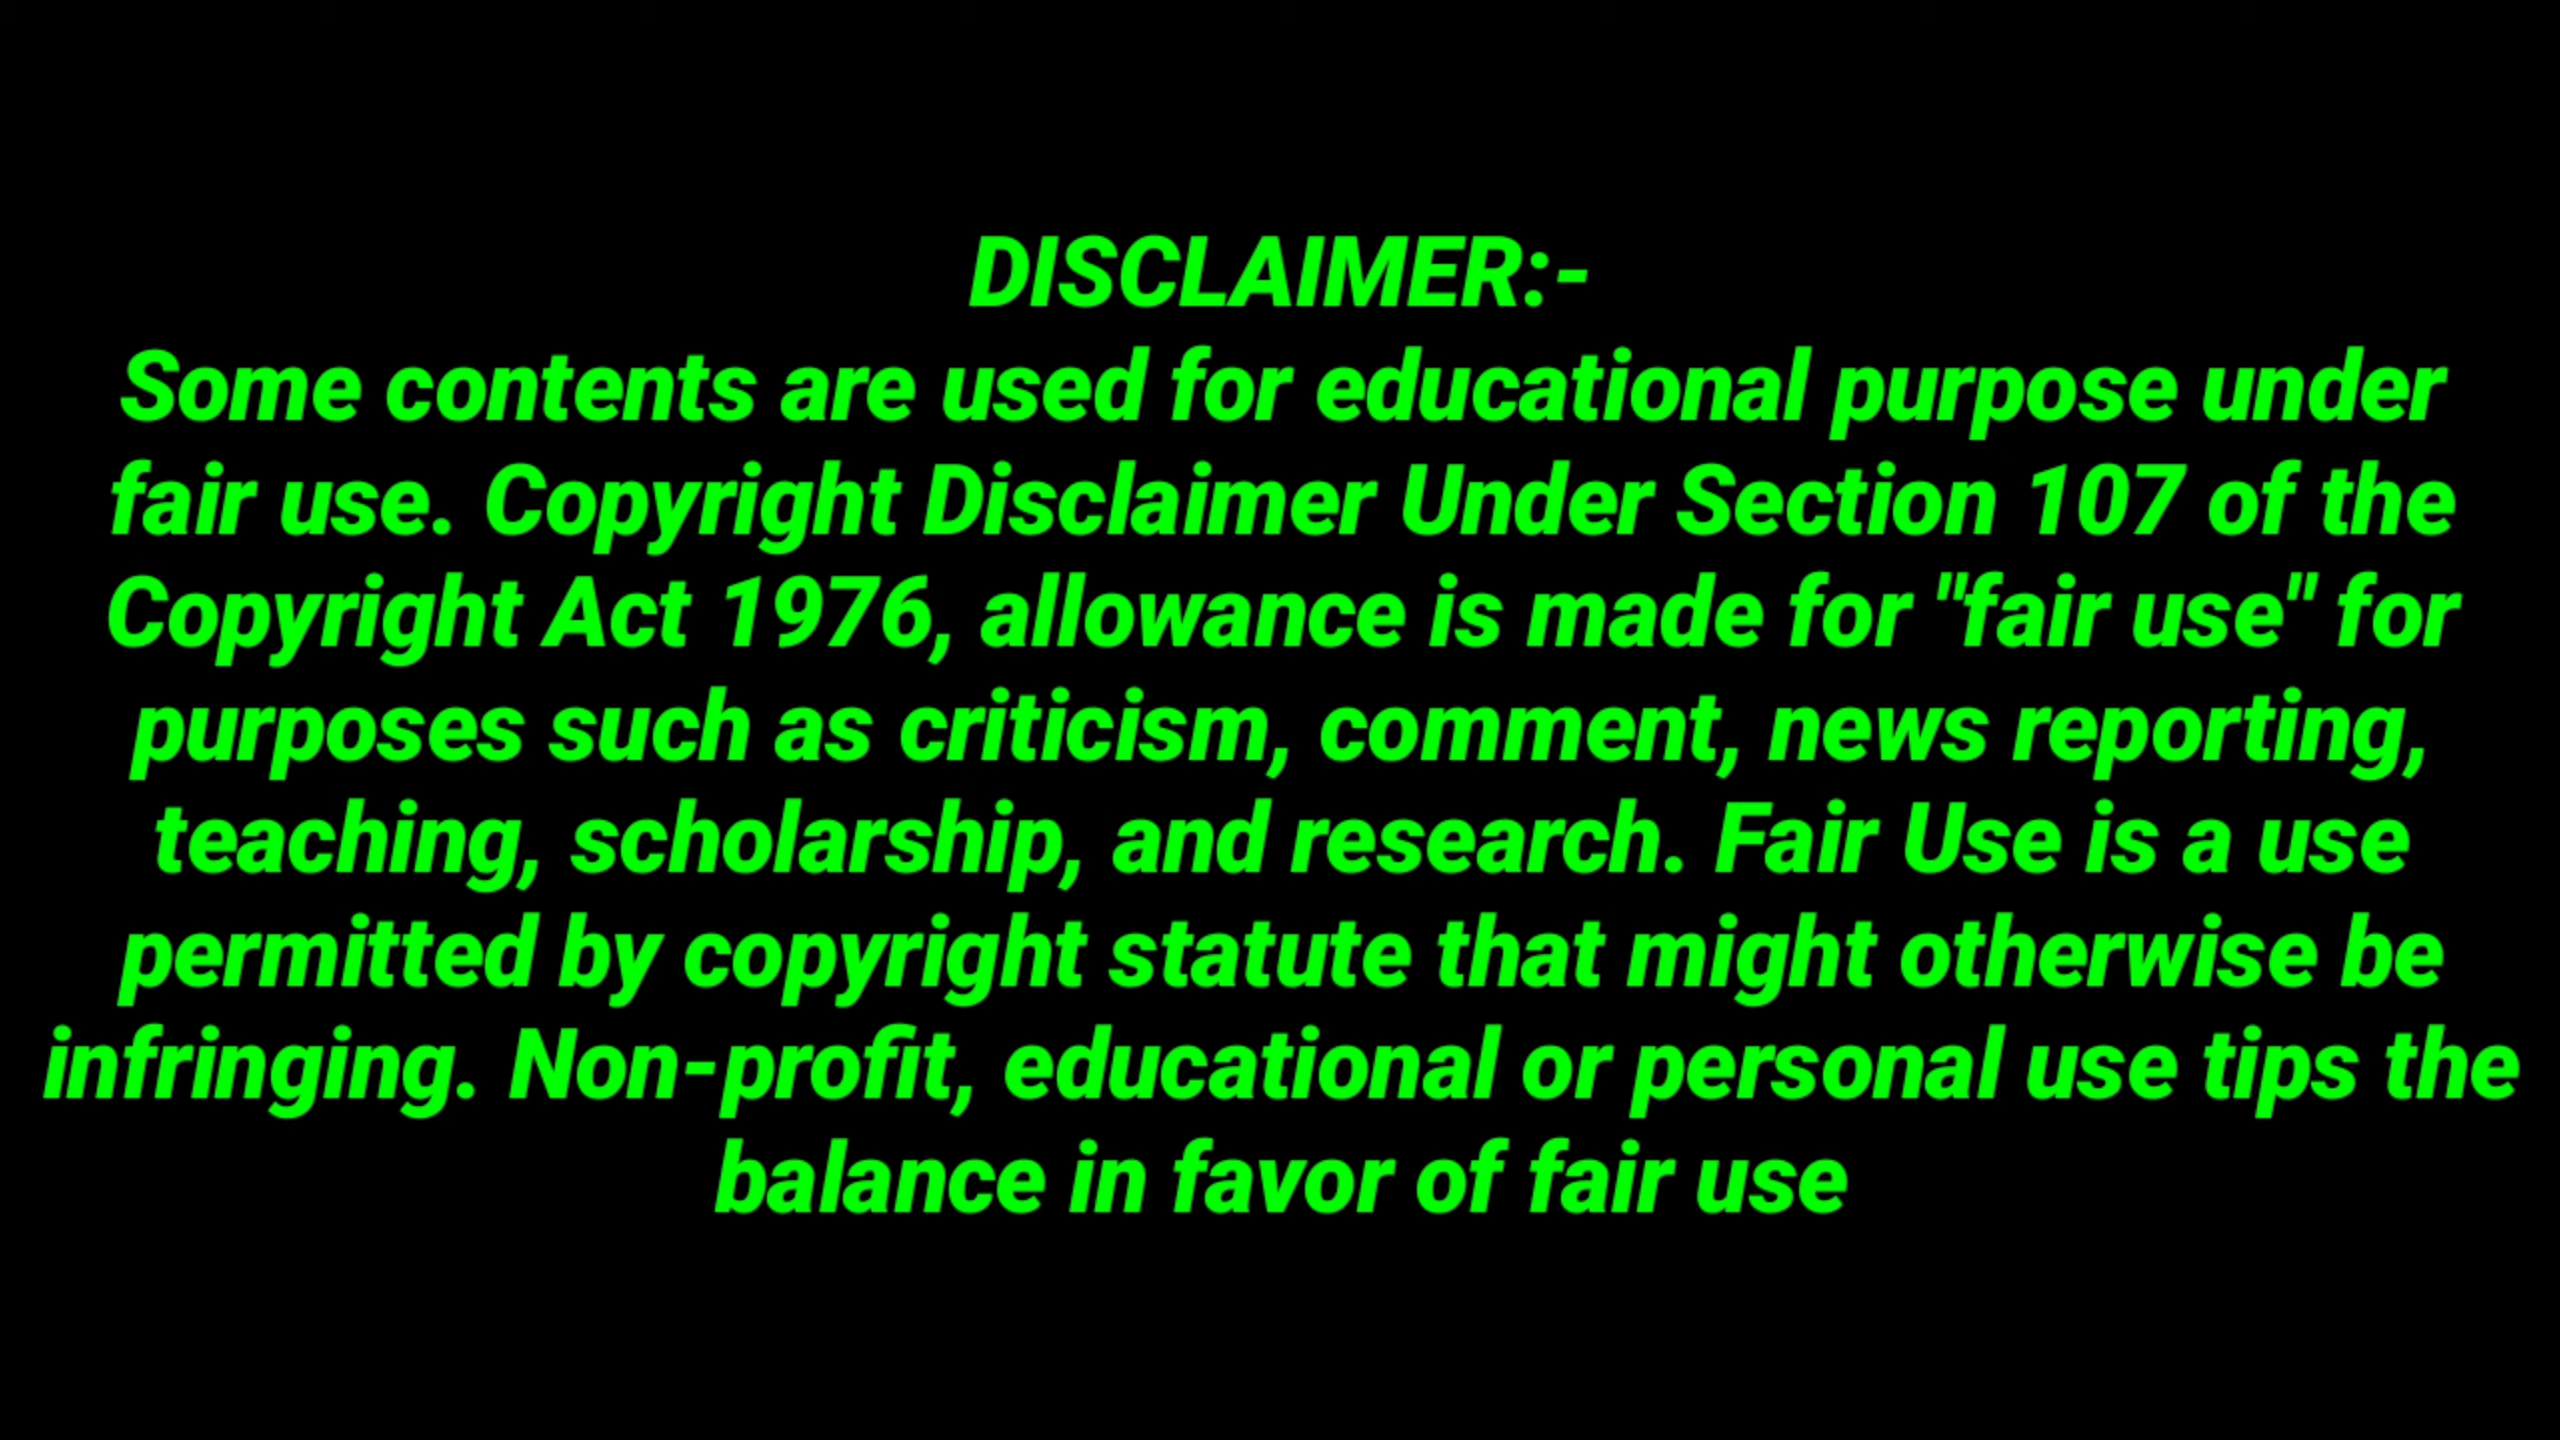 DISCLAIMER:-
Some contents are used for educational purpose under
fair use. Copyright Disclaimer Under Section 107 of the
Copyright Act 1976, allowance is made for "fair use" for
purposes such as criticism, comment, news reporting,
teaching, scholarship, and research. Fair Use is a use
permitted by copyright statute that might otherwise be
infringing. Non-profit, educational or personal use tips the
balance in favor of fair use